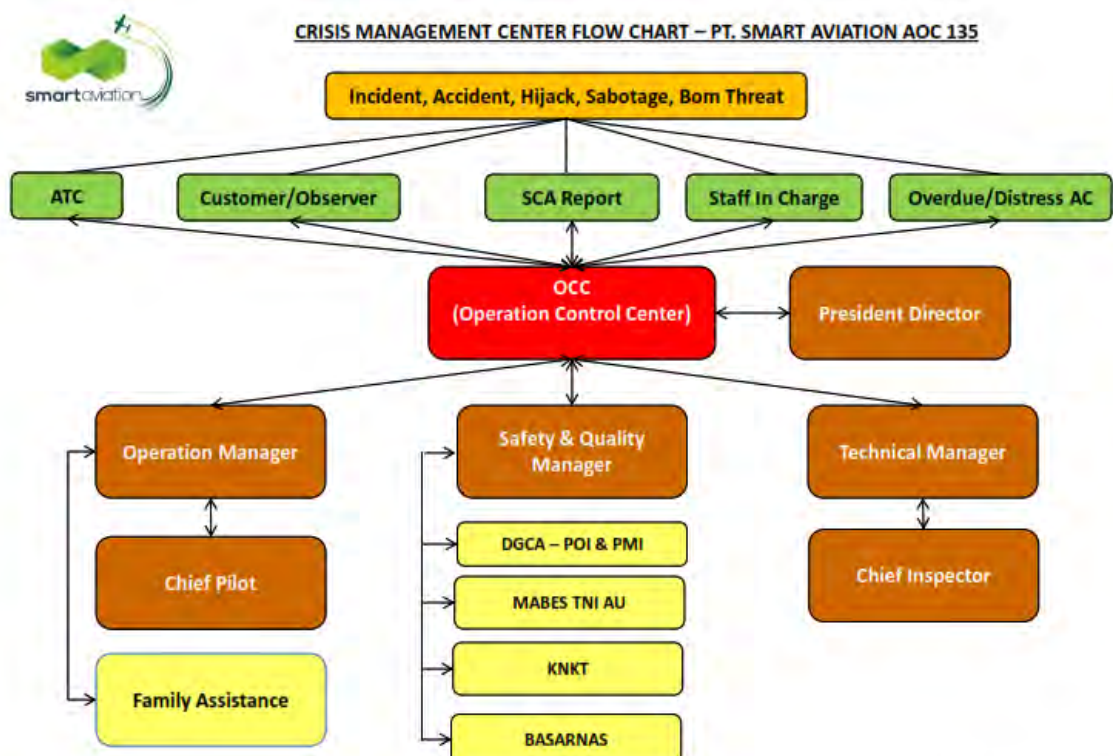 CRISIS MANAGEMENT CENTER FLOW CHART – PT. SMART AVIATION AOC 135
smartaviation
Incident, Accident, Hijack, Sabotage, Bom Threat
ATC
Customer/Observer
SCA Report
Staff In Charge
Overdue/Distress AC
OCC
(Operation Control Center)
President Director
Operation Manager
Safety & Quality
Manager
Technical Manager
Chief Pilot
DGCA – POI & PMI
Chief Inspector
MABES TNI AU
KNKT
Family Assistance
BASARNAS